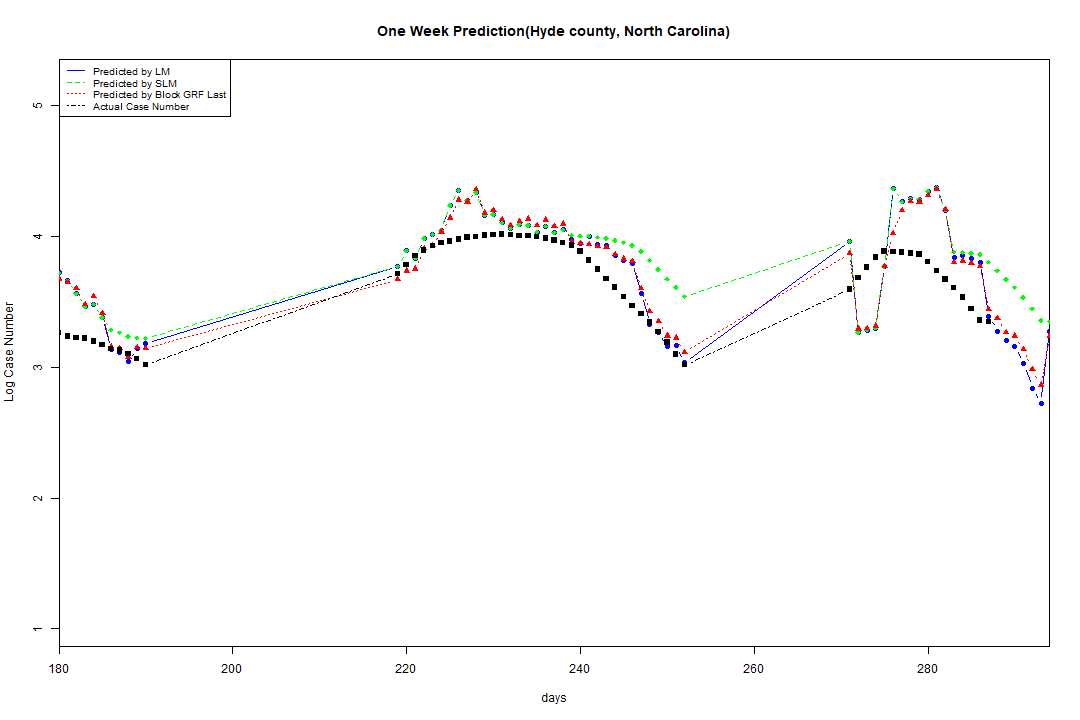 One Week Prediction(Hyde county, North Carolina)
Predicted by LM
Predicted by SLM
Predicted by Block GRF Last
Actual Case Number
5
4
3
2
1
Log Case Number
180 200 220 240 260 280
days